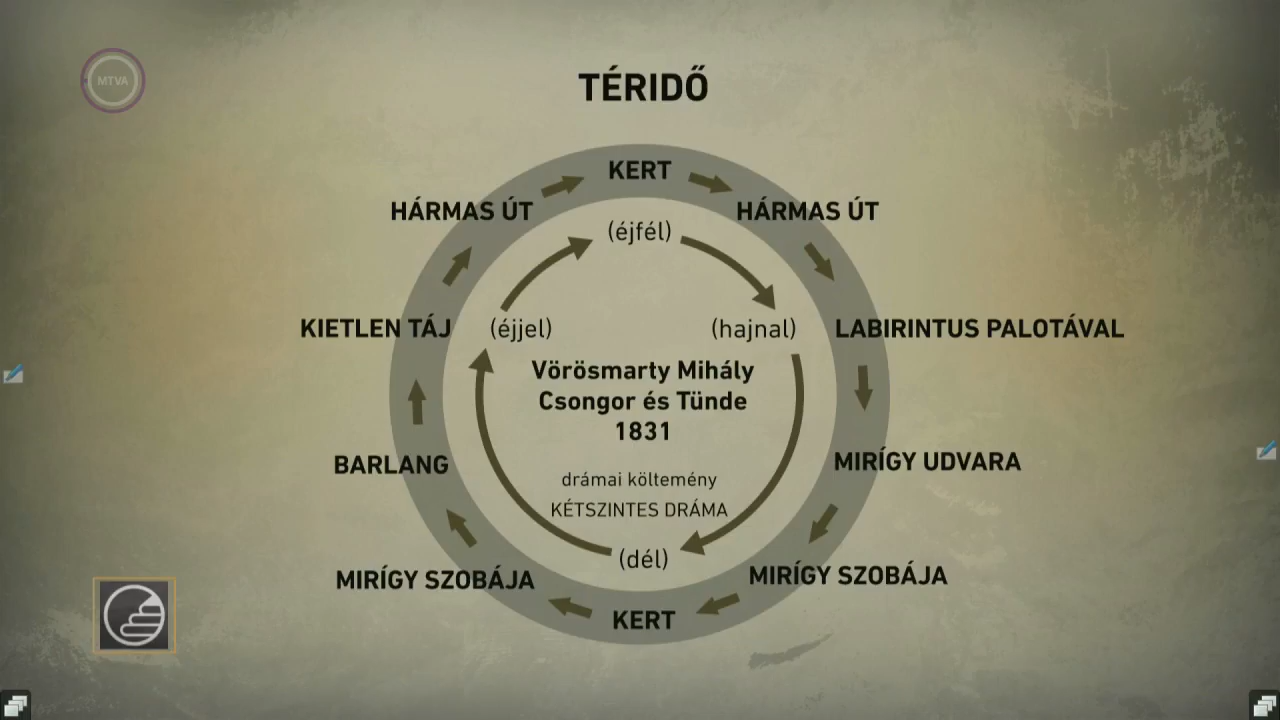 MTVA
TÉRIDŐ
KERT
HÁRMAS ÚT
HÁRMAS ÚT
(éjfél)
KIETLEN TÁJ
(éjjel)
(hajnal)
LABIRINTUS PALOTÁVAL
Vörösmarty Mihály
Csongor és Tünde
1831
BARLANG
MIRÍGY UDVARA
drámai költemény
KÉTSZINTES DRÁMA
(dél)
MIRÍGY SZOBÁJA
MIRÍGY SZOBÁJA
KERT